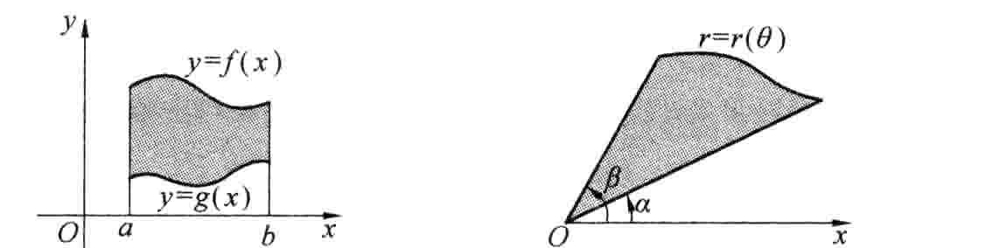 y
y=f(x)
y=g(x)
O
a
b
x
r=r(θ)
β
α
O
x